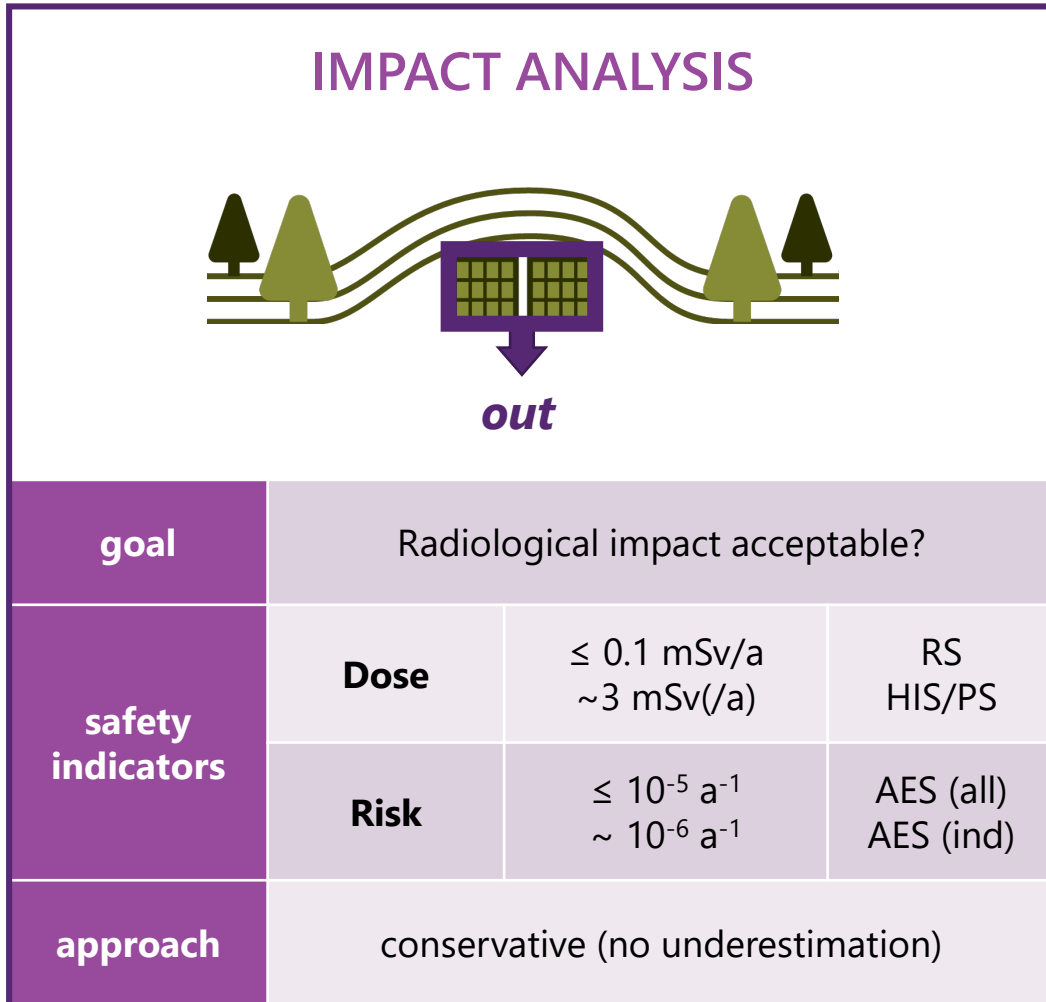 IMPACT ANALYSIS
out
goal
Radiological impact acceptable?
safety
indicators
Dose
≤ 0.1 mSv/a
~3 mSv(/a)
RS
HIS/PS
Risk
≤ 10⁻⁵ a⁻¹
~ 10⁻⁶ a⁻¹
AES (all)
AES (ind)
approach
conservative (no underestimation)